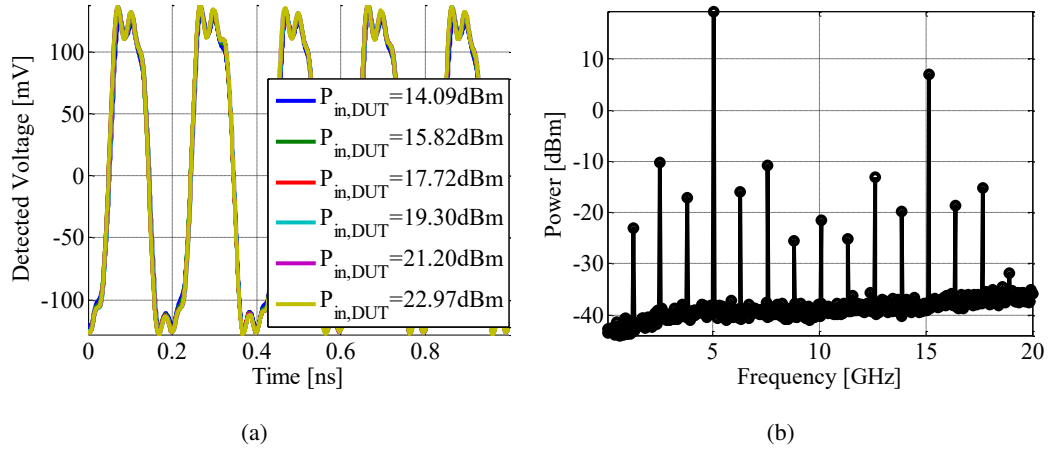 Detected Voltage [mV]
100
50
0
-50
-100
P_in,DUT=14.09dBm
P_in,DUT=15.82dBm
P_in,DUT=17.72dBm
P_in,DUT=19.30dBm
P_in,DUT=21.20dBm
P_in,DUT=22.97dBm
0 0.2 0.4 0.6 0.8
Time [ns]
(a)
Power [dBm]
10
0
-10
-20
-30
-40
5 10 15 20
Frequency [GHz]
(b)